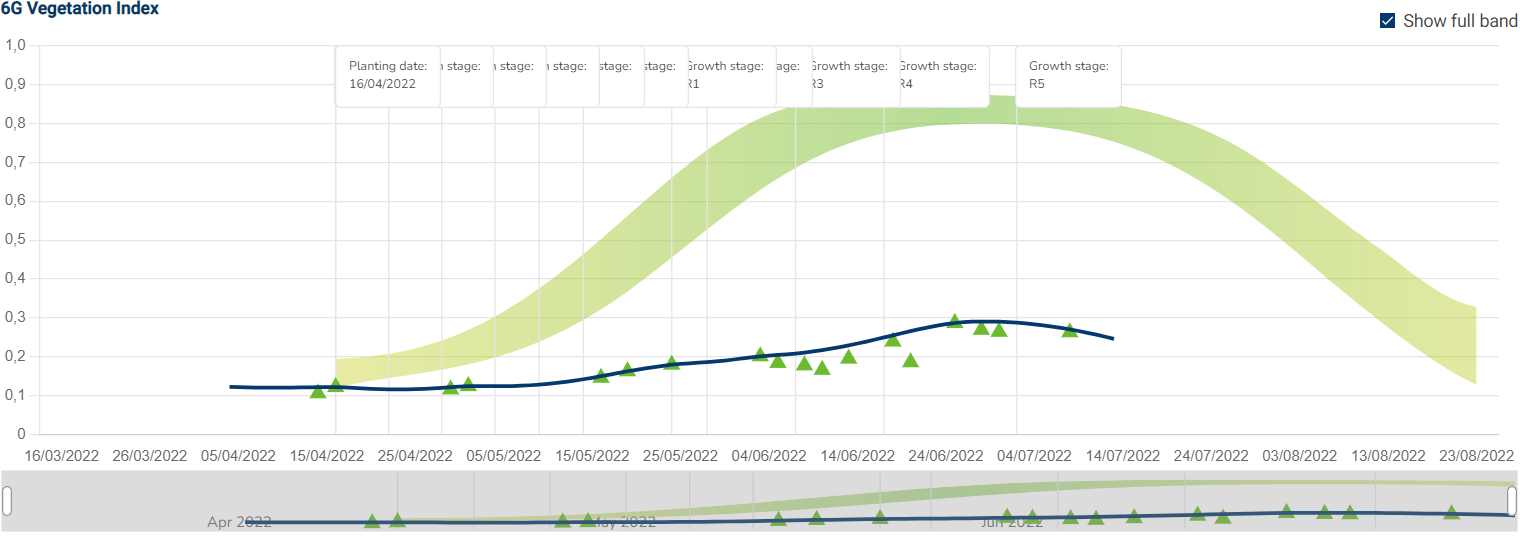 6G Vegetation Index
Show full band
1,0
0,9
0,8
0,7
0,6
0,5
0,4
0,3
0,2
0,1
0
Planting date:
16/04/2022
stage:
stage:
stage:
stage:
stage:
Growth stage:
R1
stage:
Growth stage:
R3
Growth stage:
R4
Growth stage:
R5
16/03/2022 26/03/2022 05/04/2022 15/04/2022 25/04/2022 05/05/2022 15/05/2022 25/05/2022 04/06/2022 14/06/2022 24/06/2022 04/07/2022 14/07/2022 24/07/2022 03/08/2022 13/08/2022 23/08/2022
Apr 2022 May 2022 Jun 2022